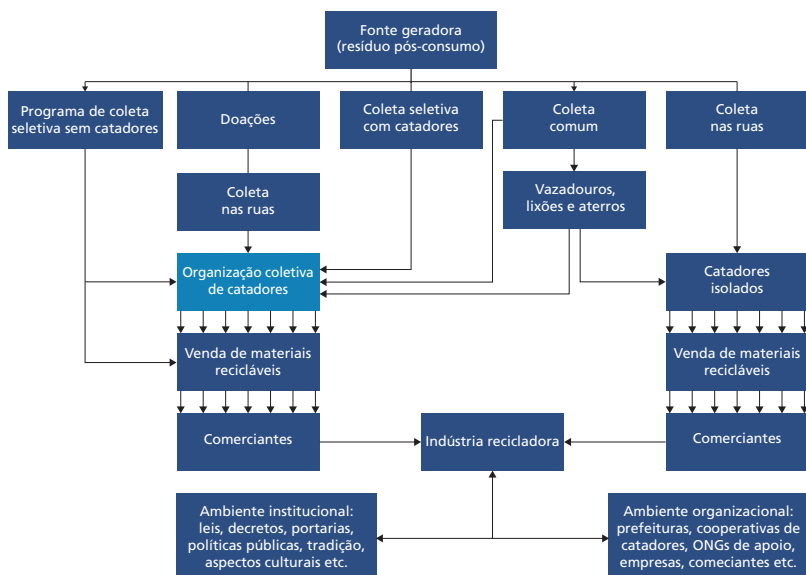 Fonte geradora
(resíduo pós-consumo)
Programa de coleta
seletiva sem catadores
Doações
Coleta seletiva
com catadores
Coleta
comum
Coleta
nas ruas
Coleta
nas ruas
Vazadouros,
lixões e aterros
Organização coletiva
de catadores
Catadores
isolados
Venda de materiais
recicláveis
Venda de materiais
recicláveis
Comerciantes
Indústria recicladora
Comerciantes
Ambiente institucional:
leis, decretos, portarias,
políticas públicas, tradição,
aspectos culturais etc.
Ambiente organizacional:
prefeituras, cooperativas de
catadores, ONGs de apoio,
empresas, comeciantes etc.